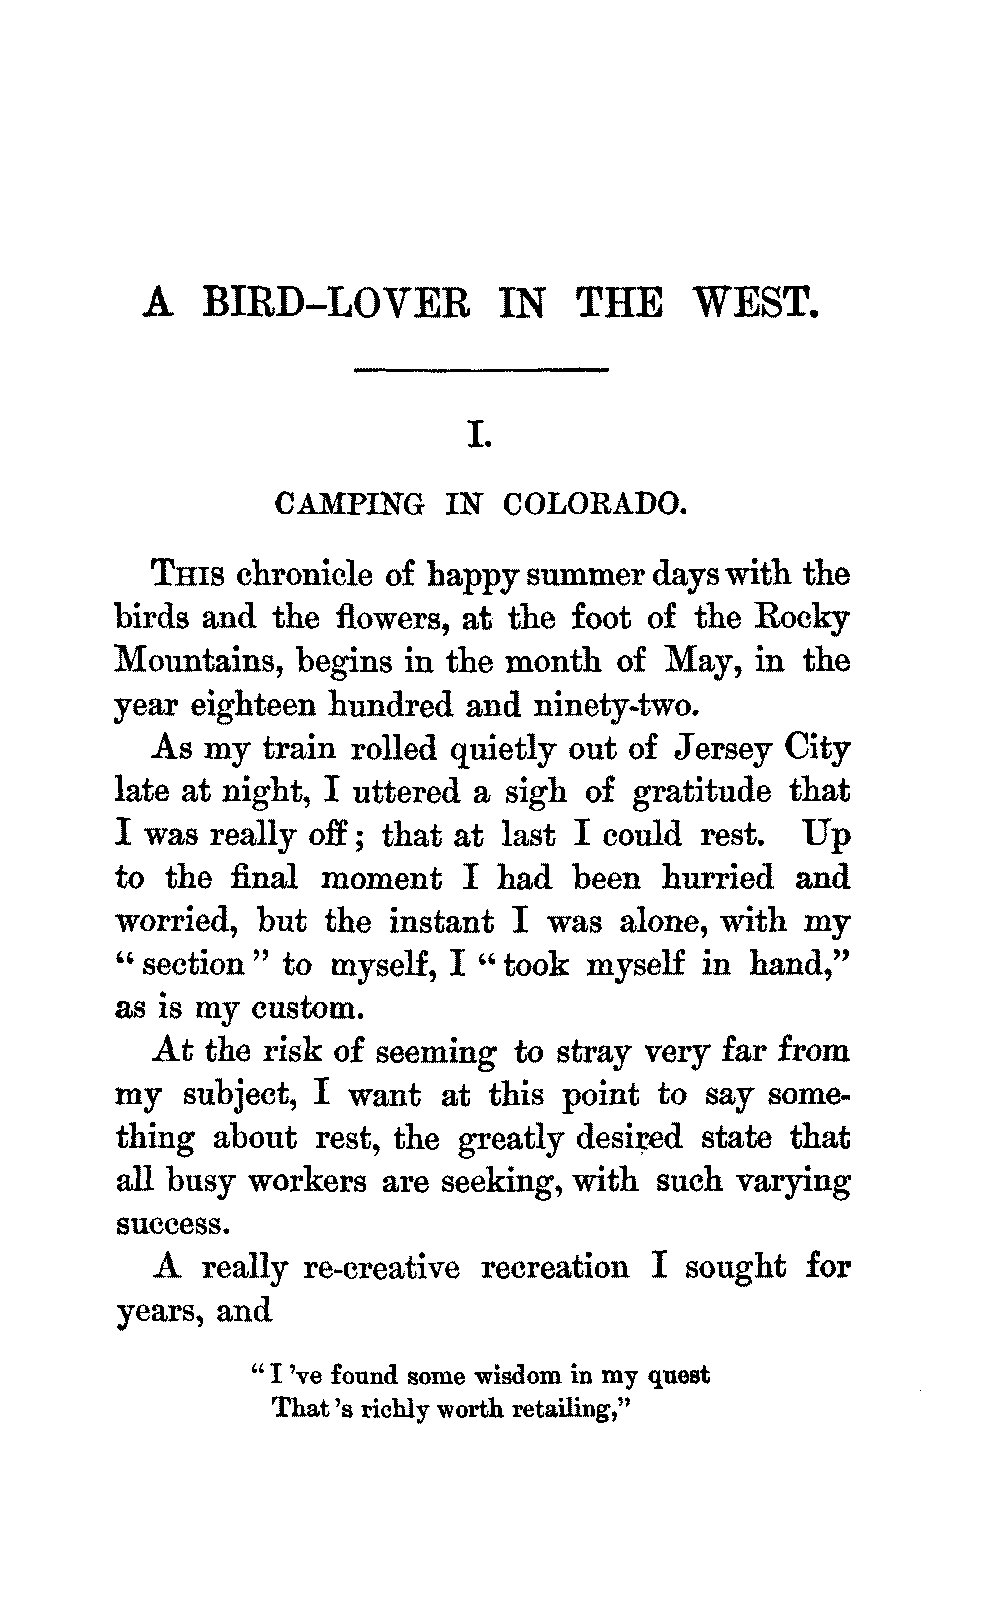 A BIRD-LOVER IN THE WEST.
I.
CAMPING IN COLORADO.
THIS chronicle of happy summer days with the
birds and the flowers, at the foot of the Rocky
Mountains, begins in the month of May, in the
year eighteen hundred and ninety-two.
As my train rolled quietly out of Jersey City
late at night, I uttered a sigh of gratitude that
I was really off; that at last I could rest. Up
to the final moment I had been hurried and
worried, but the instant I was alone, with my
“section” to myself, I “took myself in hand,”
as is my custom.
At the risk of seeming to stray very far from
my subject, I want at this point to say some-
thing about rest, the greatly desired state that
all busy workers are seeking, with such varying
success.
A really re-creative recreation I sought for
years, and
“I 've found some wisdom in my quest
That 's richly worth retailing,”